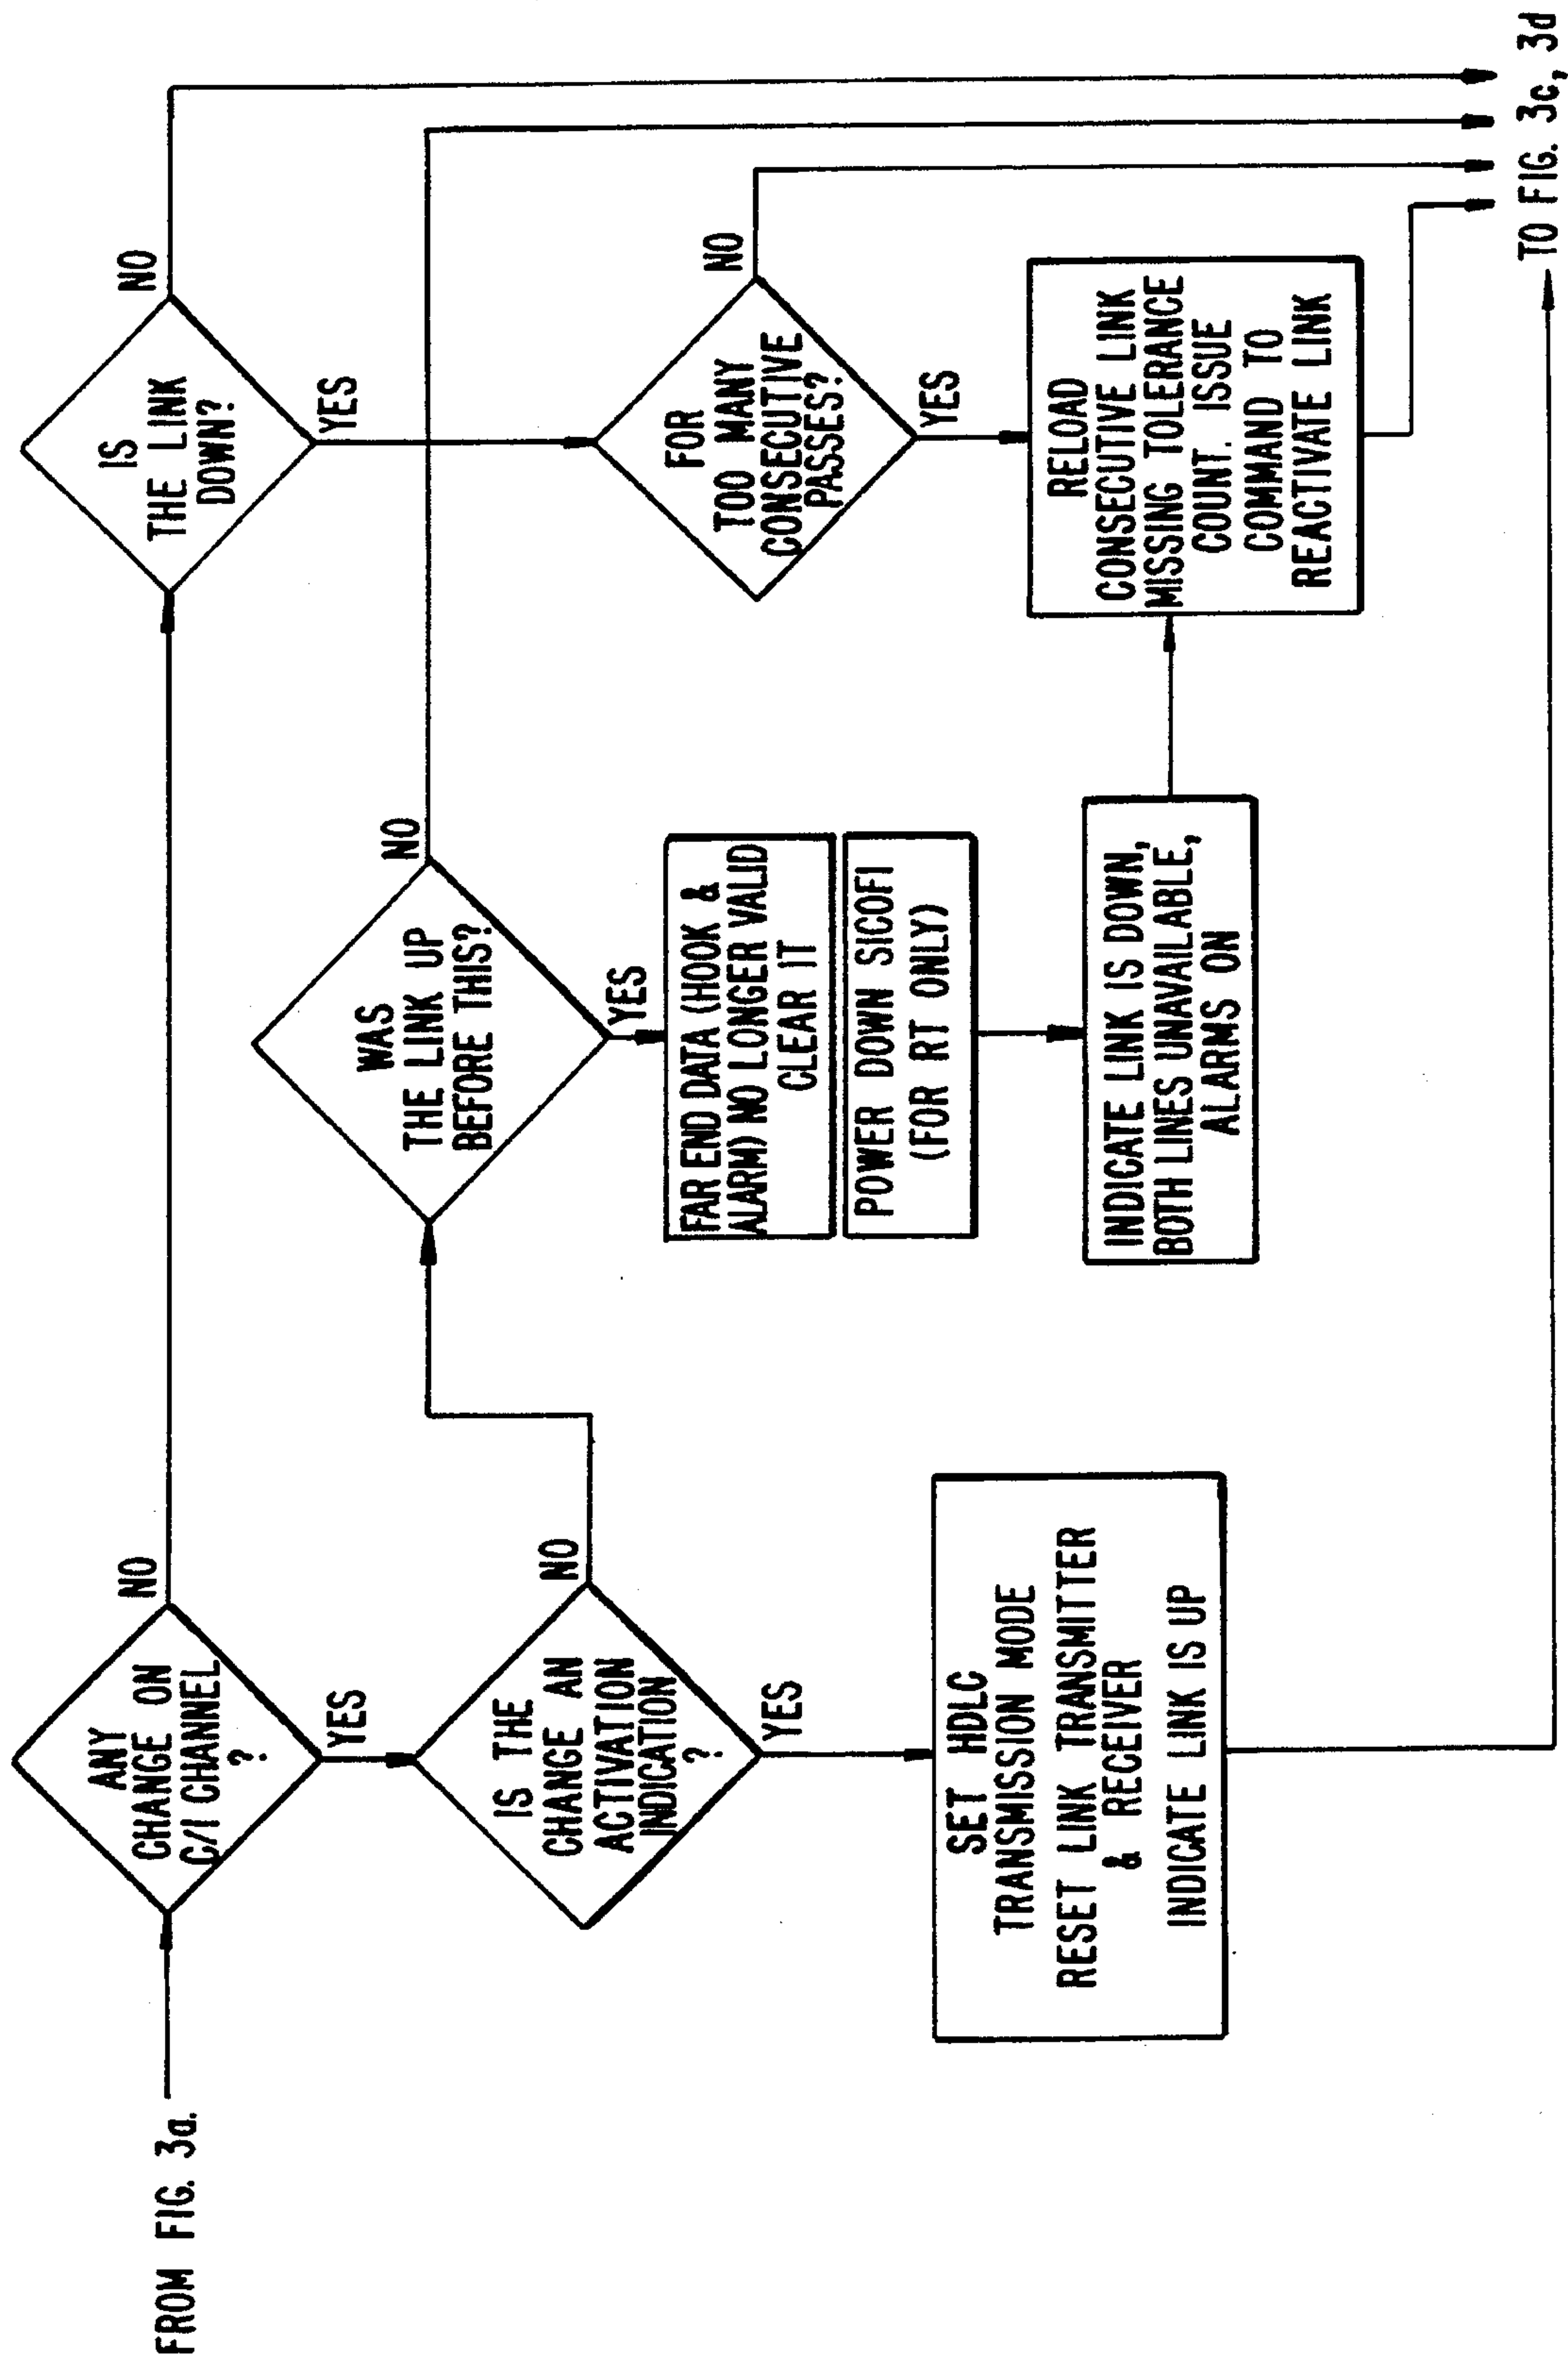 FROM FIG. 3a.
ANY
CHANGE ON
C/I CHANNEL
?
NO
YES
IS THE
CHANGE AN
ACTIVATION
INDICATION
?
NO
YES
SET HDLC
TRANSMISSION MODE
RESET LINK TRANSMITTER
& RECEIVER
INDICATE LINK IS UP
WAS
THE LINK UP
BEFORE THIS?
NO
YES
FAR END DATA (HOOK &
ALARM) NO LONGER VALID
CLEAR IT
POWER DOWN SICOFI
(FOR RT ONLY)
INDICATE LINK IS DOWN,
BOTH LINES UNAVAILABLE,
ALARMS ON
IS
THE LINK
DOWN?
NO
YES
FOR
TOO MANY
CONSECUTIVE
PASSES?
NO
YES
RELOAD
CONSECUTIVE LINK
MISSING TOLERANCE
COUNT. ISSUE
COMMAND TO
REACTIVATE LINK
TO FIG. 3c, 3d